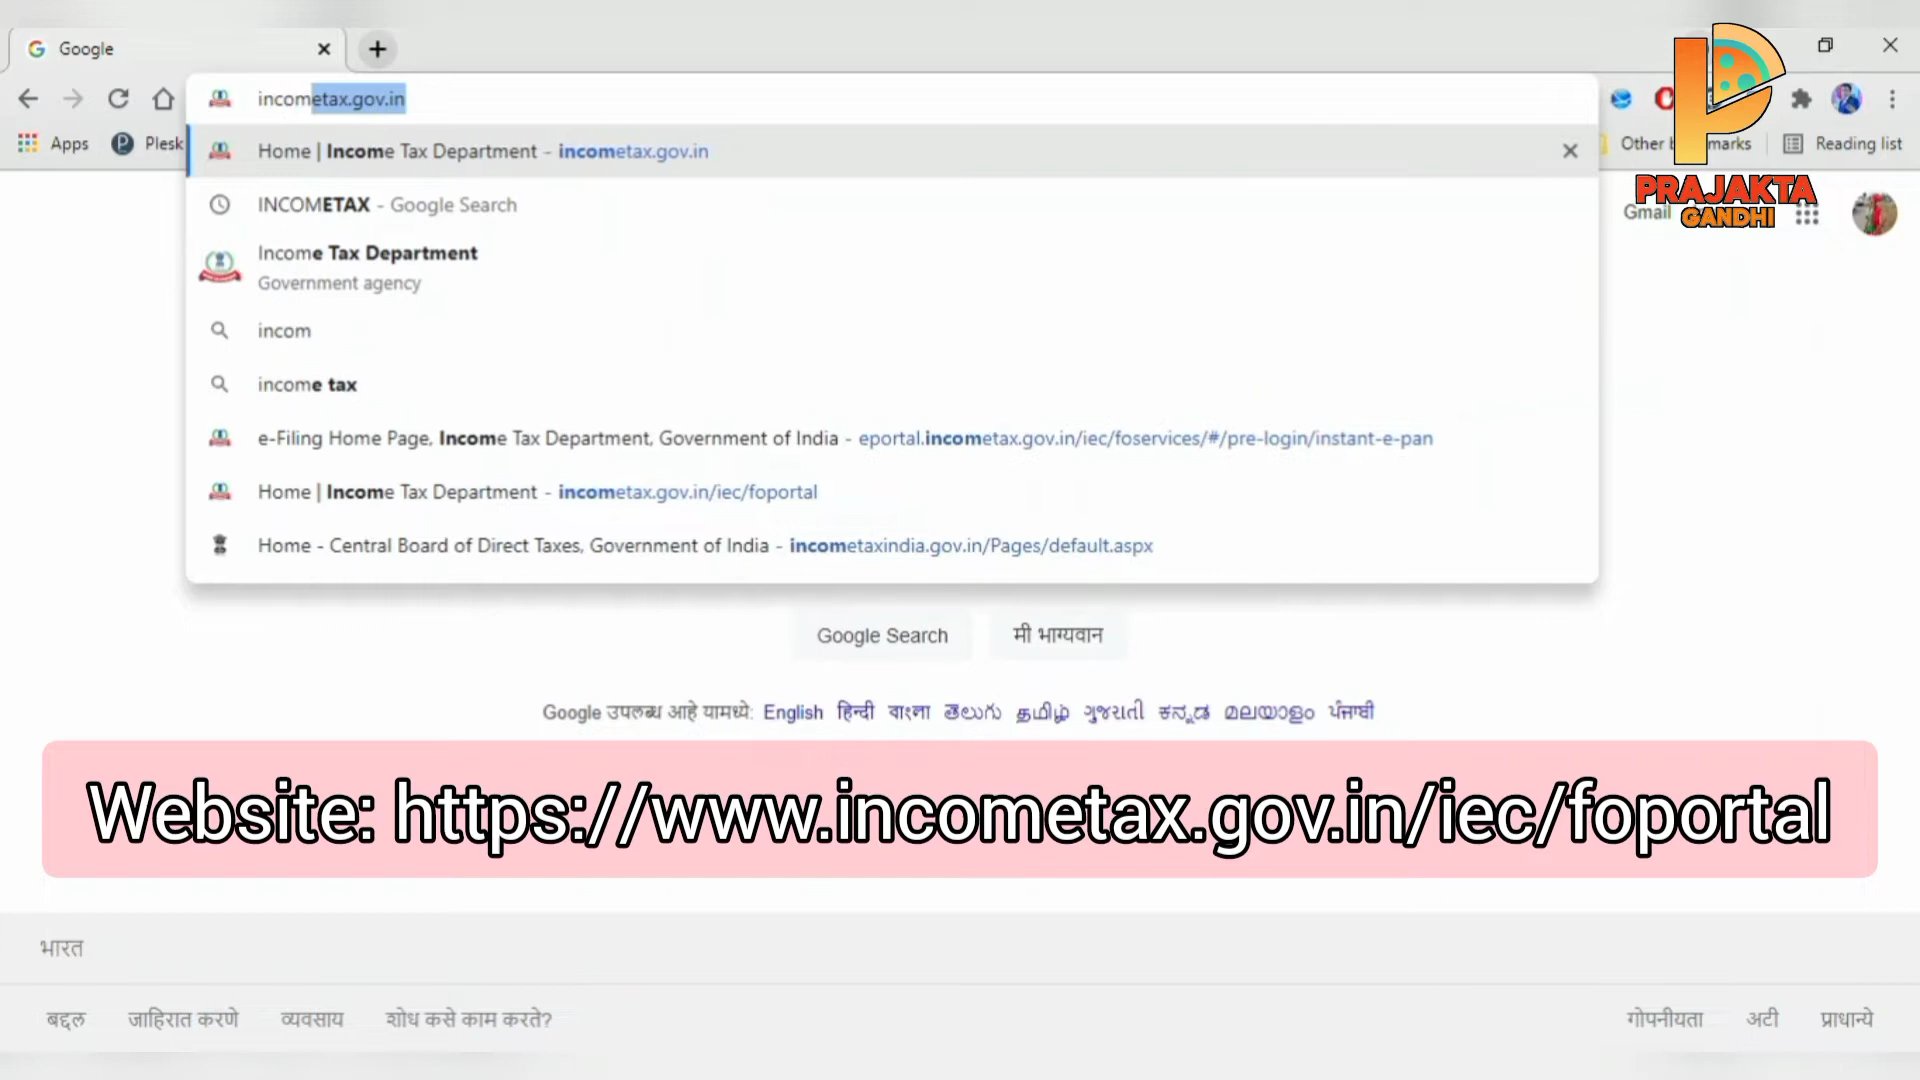 Google
incometax.gov.in
Apps
Plesk
Home | Income Tax Department - incometax.gov.in
Other
marks
Reading list
INCOMETAX - Google Search
PRAJAKTA
GANDHI
Gmail
Income Tax Department
Government agency
incom
income tax
e-Filing Home Page, Income Tax Department, Government of India - eportal.incometax.gov.in/iec/foservices/#/pre-login/instant-e-pan
Home | Income Tax Department - incometax.gov.in/iec/foportal
Home - Central Board of Direct Taxes, Government of India - incometaxindia.gov.in/Pages/default.aspx
Google Search
मी भाग्यवान
Google उपलब्ध आहे यामध्ये: English हिन्दी বাংলা తెలుగు தமிழ் ગુજરાતી ಕನ್ನಡ മലയാളം ਪੰਜਾਬੀ
Website: https://www.incometax.gov.in/iec/foportal
भारत
बद्दल जाहिरात करणे व्यवसाय शोध कसे काम करते?
गोपनीयता अटी प्राधान्ये